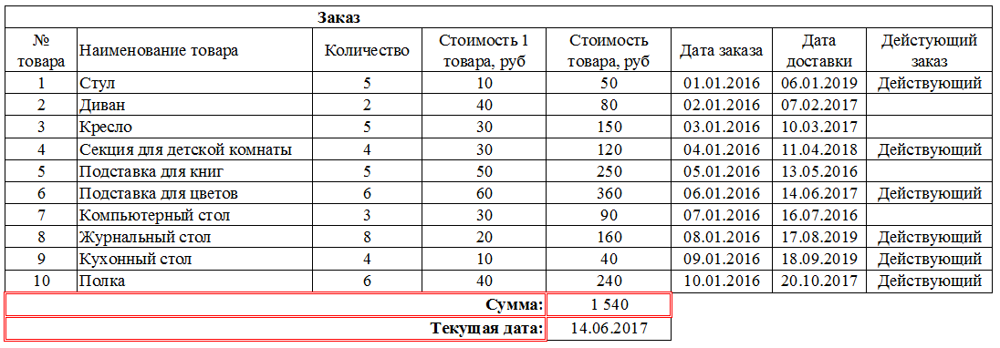 Заказ
№ товара Наименование товара Количество Стоимость 1 товара, руб Стоимость товара, руб Дата заказа Дата доставки Дейстующий заказ
1 Стул 5 10 50 01.01.2016 06.01.2019 Действующий
2 Диван 2 40 80 02.01.2016 07.02.2017
3 Кресло 5 30 150 03.01.2016 10.03.2017
4 Секция для детской комнаты 4 30 120 04.01.2016 11.04.2018 Действующий
5 Подставка для книг 5 50 250 05.01.2016 13.05.2016
6 Подставка для цветов 6 60 360 06.01.2016 14.06.2017 Действующий
7 Компьютерный стол 3 30 90 07.01.2016 16.07.2016
8 Журнальный стол 8 20 160 08.01.2016 17.08.2019 Действующий
9 Кухонный стол 4 10 40 09.01.2016 18.09.2019 Действующий
10 Полка 6 40 240 10.01.2016 20.10.2017 Действующий
Сумма: 1 540
Текущая дата: 14.06.2017